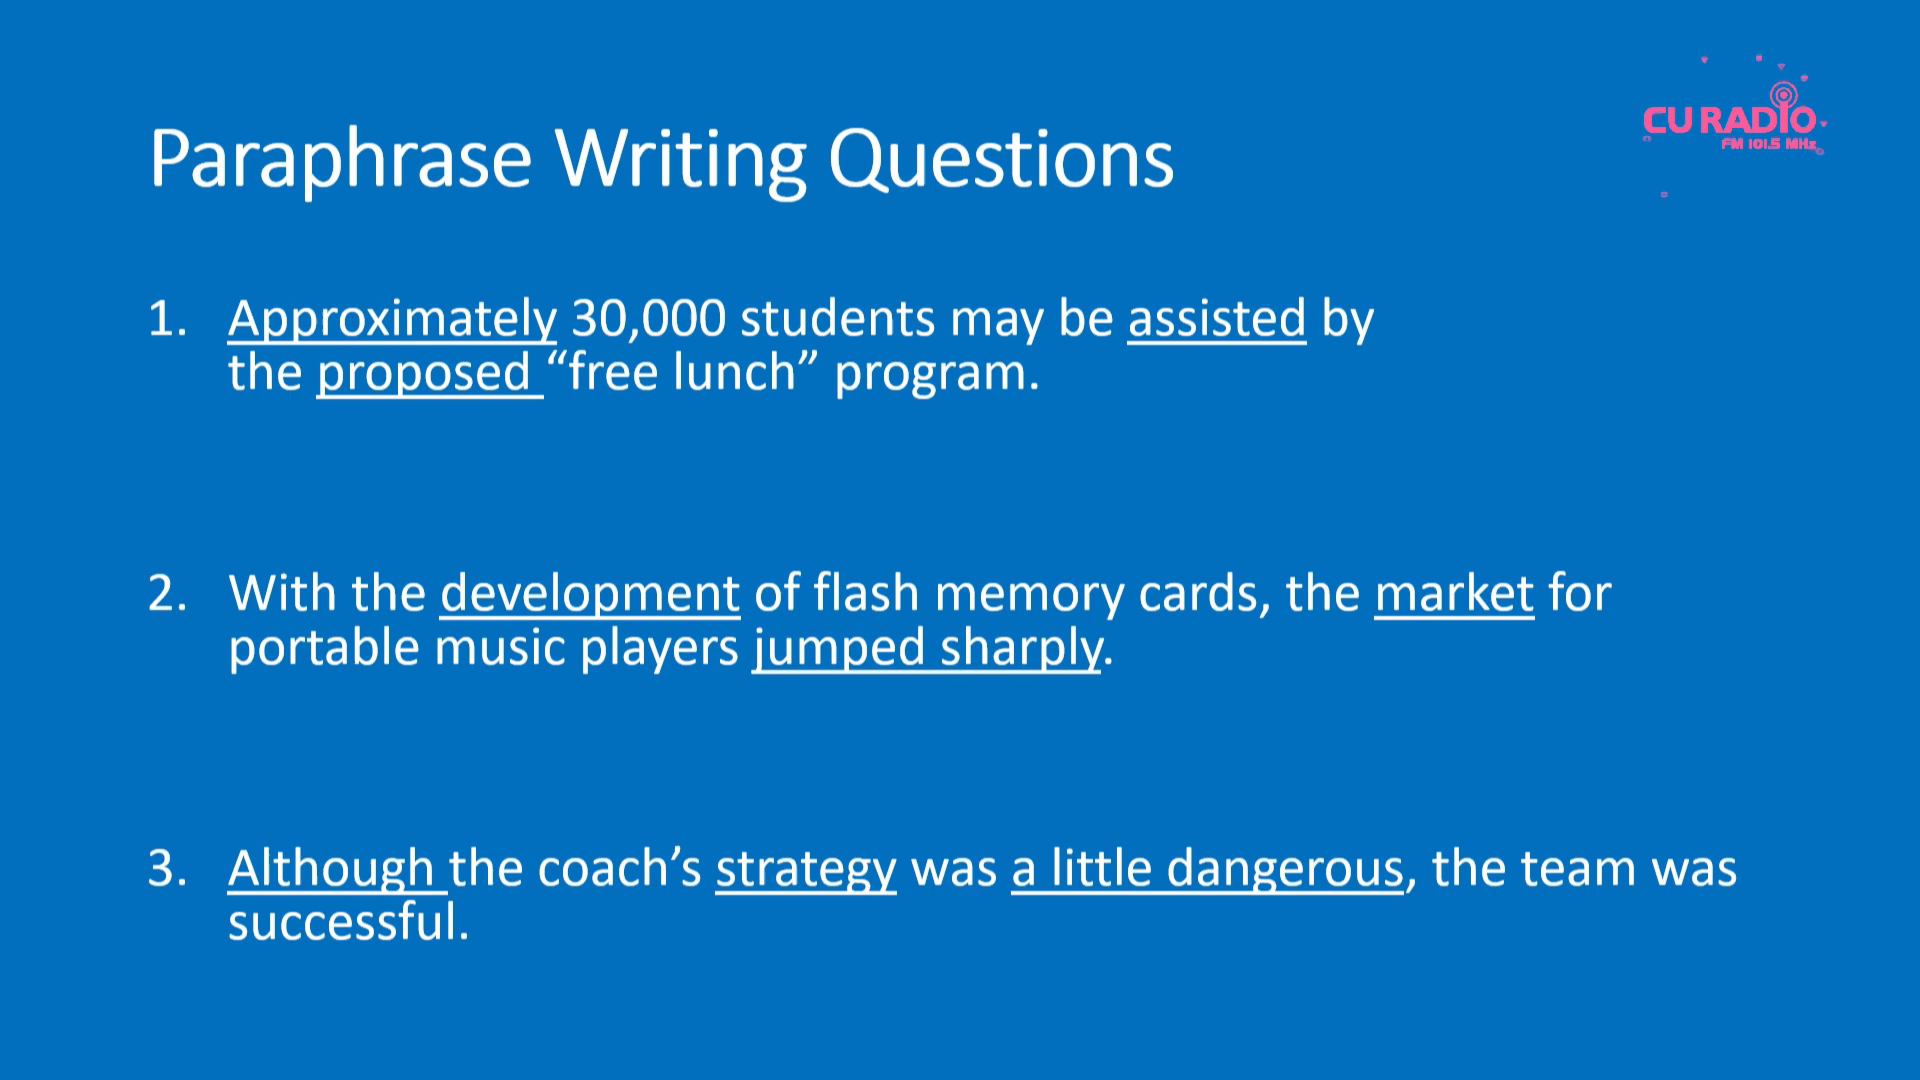 CU RADIO
FM 101.5 MHz
Paraphrase Writing Questions
1. Approximately 30,000 students may be assisted by
the proposed “free lunch” program.
2. With the development of flash memory cards, the market for
portable music players jumped sharply.
3. Although the coach’s strategy was a little dangerous, the team was
successful.